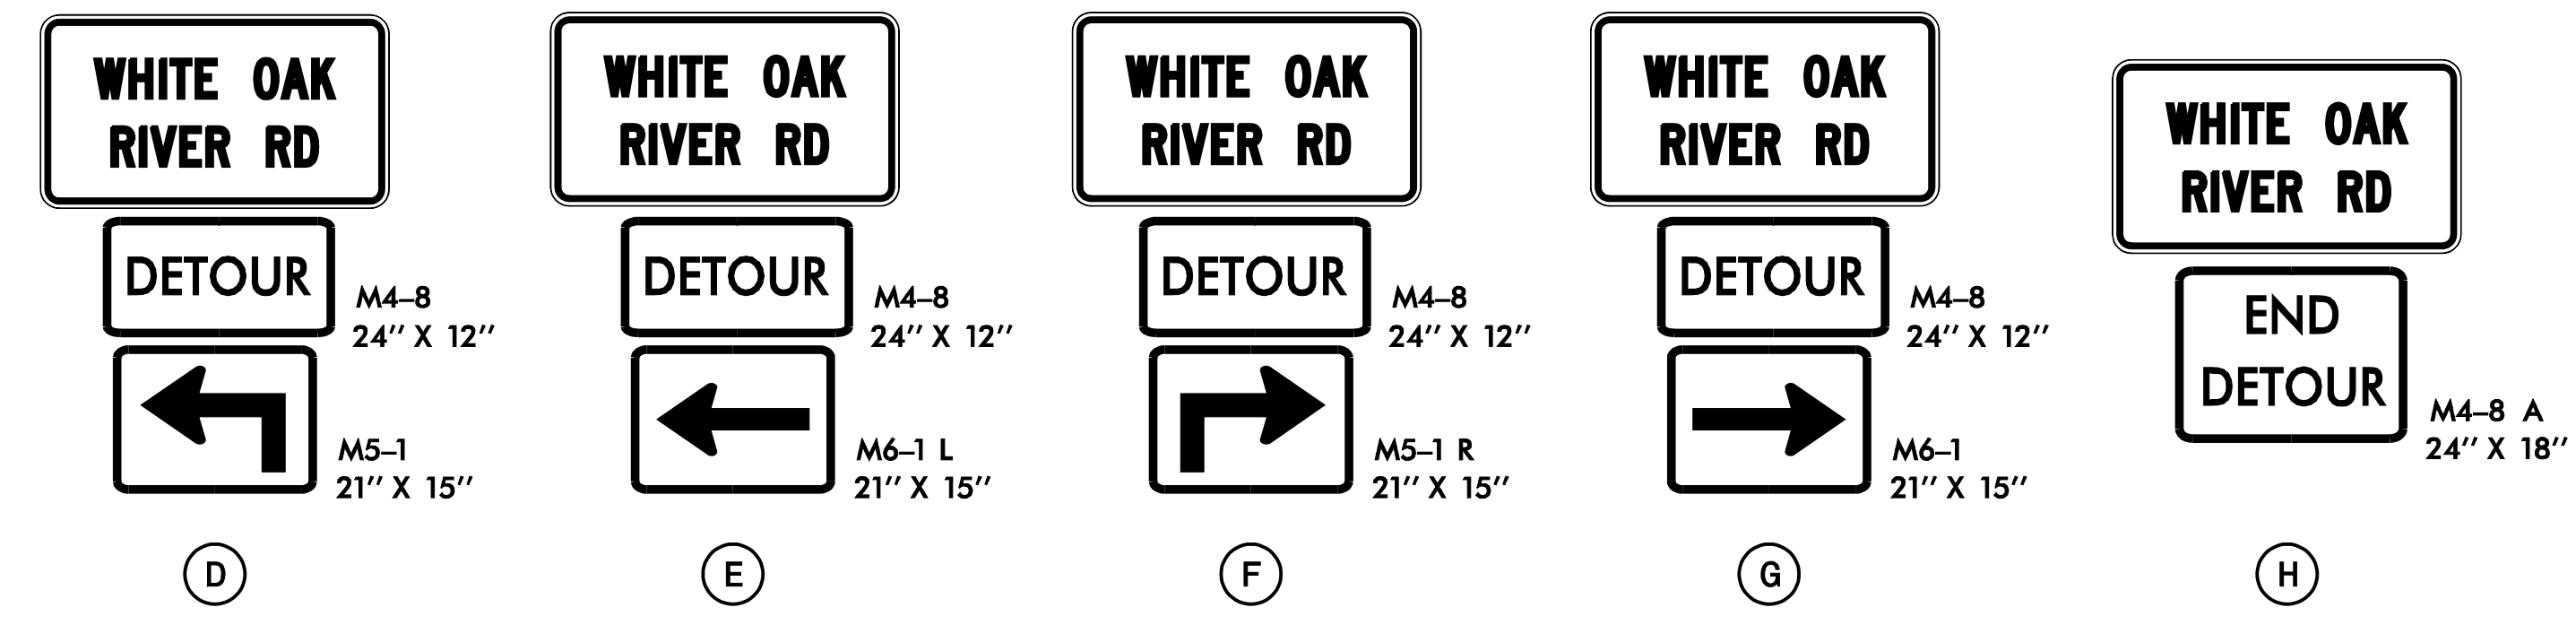 WHITE OAK
RIVER RD
DETOUR
M4-8
24" X 12"
M5-1
21" X 15"
D
WHITE OAK
RIVER RD
DETOUR
M4-8
24" X 12"
M6-1 L
21" X 15"
E
WHITE OAK
RIVER RD
DETOUR
M4-8
24" X 12"
M5-1 R
21" X 15"
F
WHITE OAK
RIVER RD
DETOUR
M4-8
24" X 12"
M6-1
21" X 15"
G
WHITE OAK
RIVER RD
END
DETOUR
M4-8 A
24" X 18"
H